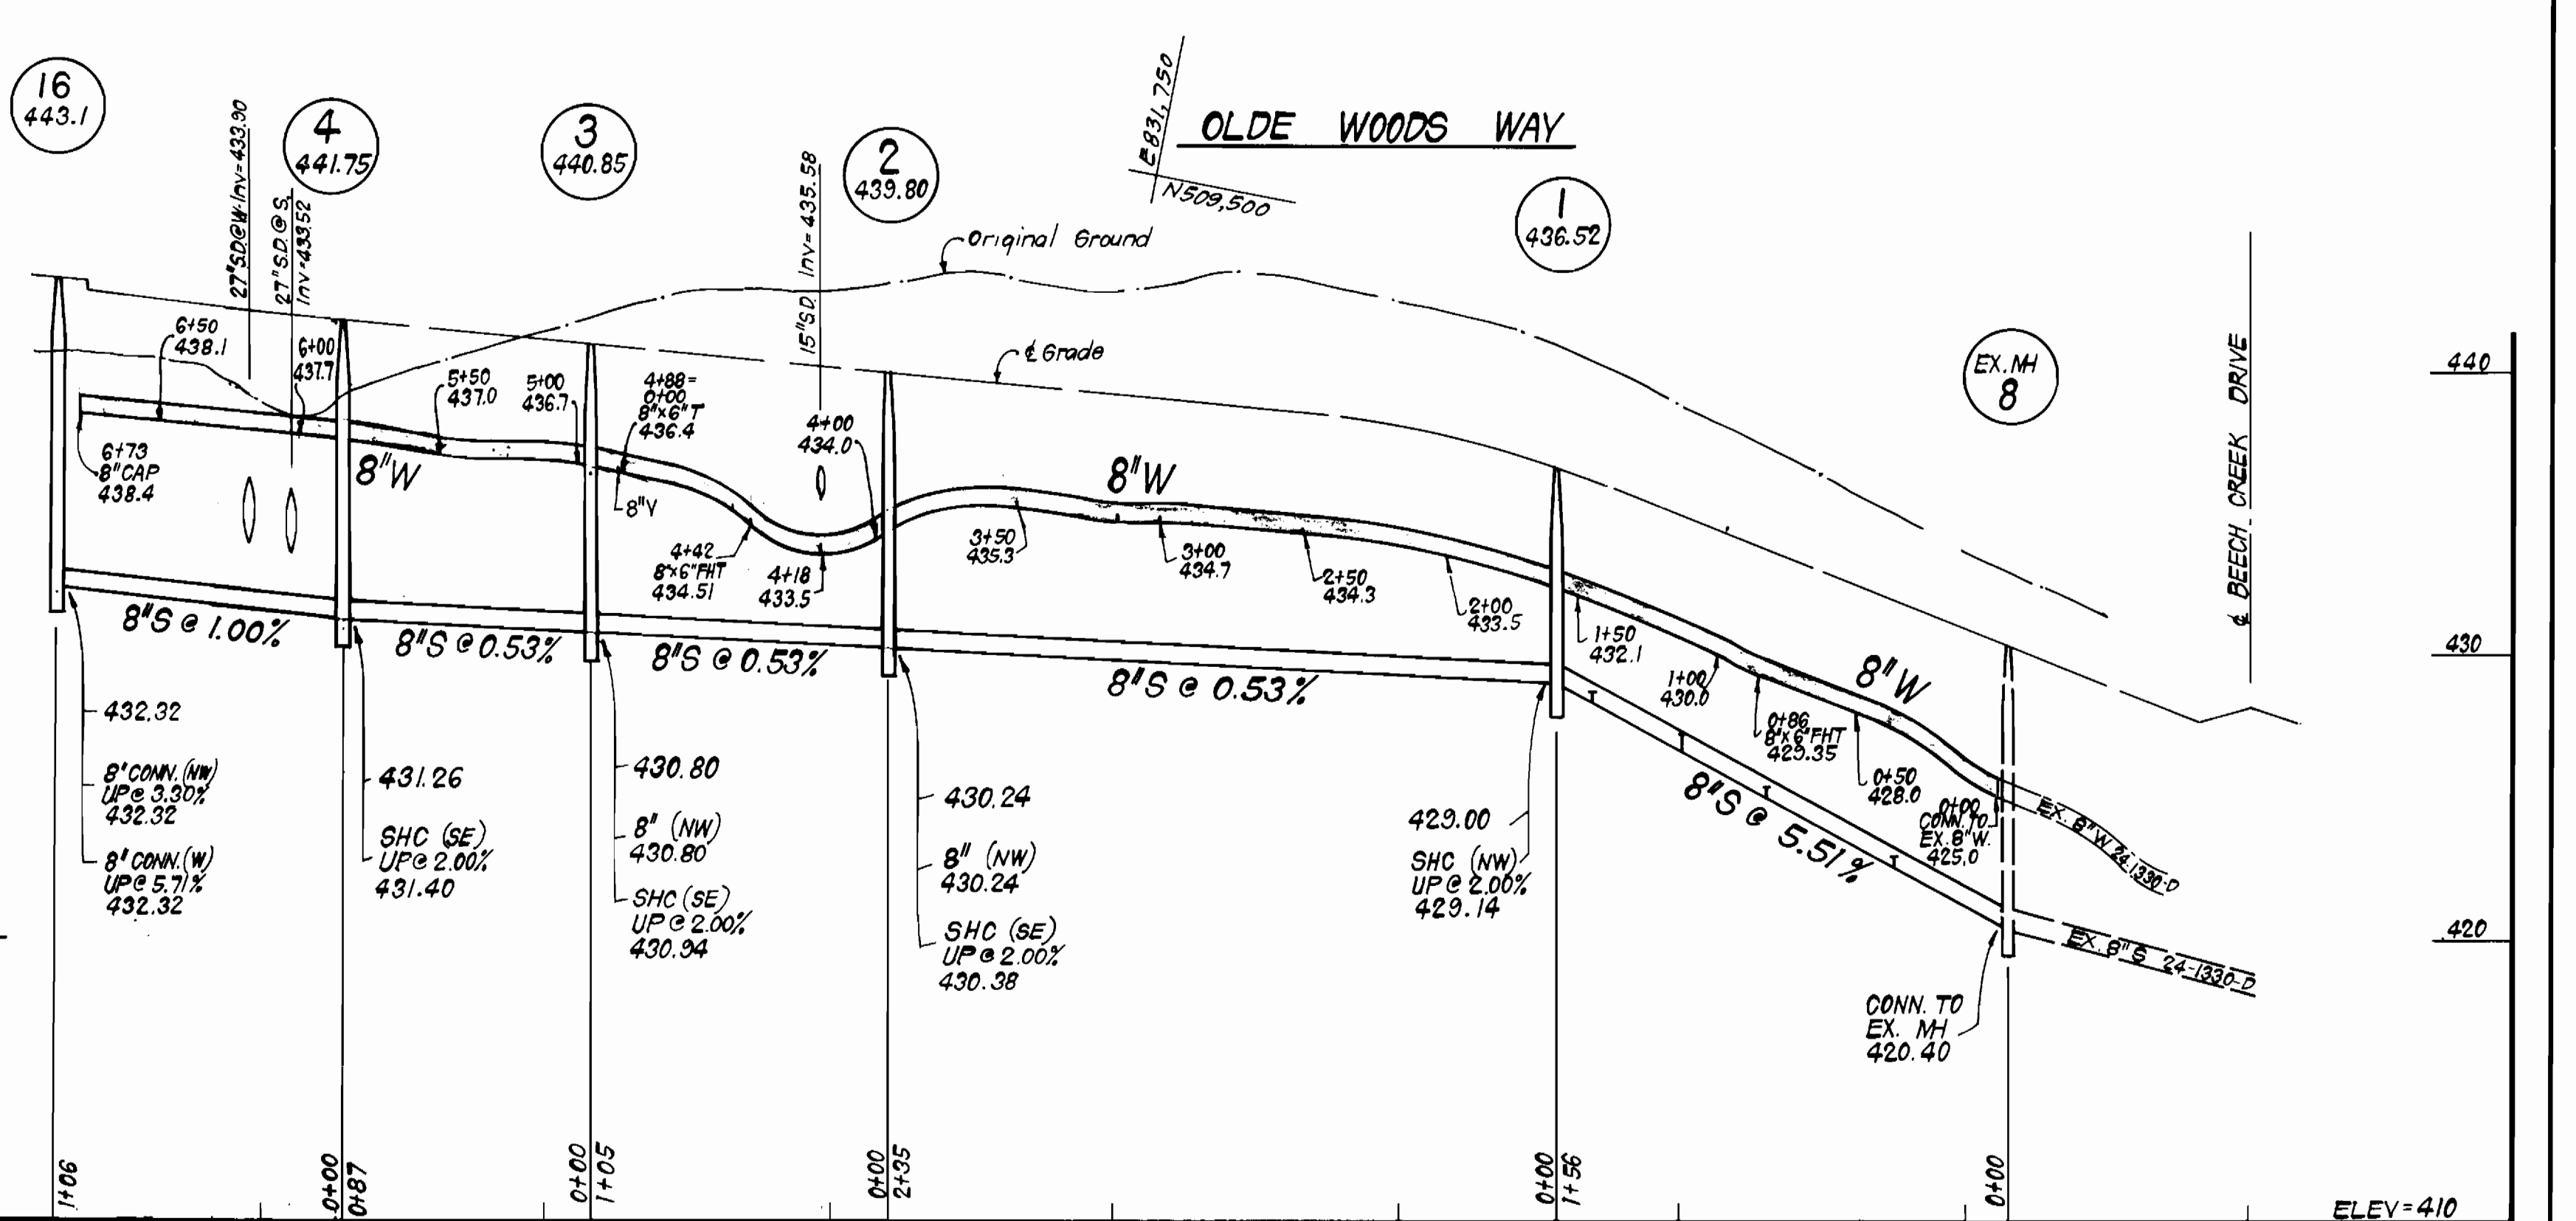 16
443.1
27"S.D.@W. Inv=433.90
27" S.D.@S.
Inv=433.52
4
441.75
3
440.85
15"S.D. Inv=435.58
2
439.80
E831,750
N509,500
OLDE WOODS WAY
1
436.52
Original Ground
℄ Grade
EX. MH
8
℄ BEECH CREEK DRIVE
440
430
420
6+50
438.1
6+00
437.7
5+50
437.0
5+00
436.7
4+88=
0+00
8"x6"T
436.4
4+00
434.0
6+73
8"CAP
438.4
8"W
8"V
4+42
8"x6"FHT
434.51
4+18
433.5
8"W
3+50
435.3
3+00
434.7
2+50
434.3
2+00
433.5
1+50
432.1
1+00
430.0
8"W
0+86
8"x6"FHT
429.35
0+50
428.0
0+00
CONN. TO
EX. 8"W.
425.0
EX. 8"W 24-1330-D
8"S @ 1.00%
8"S @ 0.53%
8"S @ 0.53%
8"S @ 0.53%
8"S @ 5.51%
EX. 8"S 24-1330-D
432.32
8" CONN. (NW)
UP @ 3.30%
432.32
8" CONN. (W)
UP @ 5.71%
432.32
431.26
SHC (SE)
UP @ 2.00%
431.40
430.80
8" (NW)
430.80
SHC (SE)
UP @ 2.00%
430.94
430.24
8" (NW)
430.24
SHC (SE)
UP @ 2.00%
430.38
429.00
SHC (NW)
UP @ 2.00%
429.14
CONN. TO
EX. MH
420.40
1+06
0+00
0+87
0+00
1+05
0+00
2+35
0+00
1+56
0+00
ELEV=410